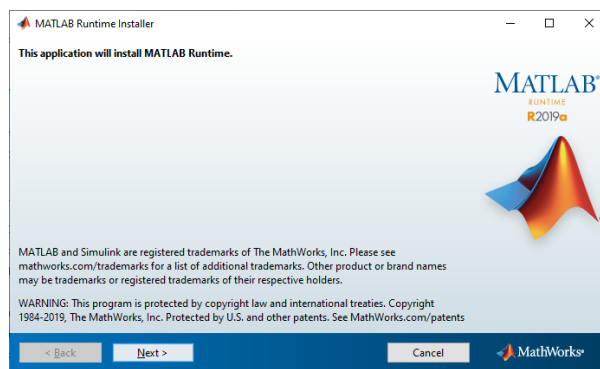 MATLAB Runtime Installer
This application will install MATLAB Runtime.
MATLAB®
RUNTIME
R2019a
MATLAB and Simulink are registered trademarks of The MathWorks, Inc. Please see
mathworks.com/trademarks for a list of additional trademarks. Other product or brand names
may be trademarks or registered trademarks of their respective holders.
WARNING: This program is protected by copyright law and international treaties. Copyright
1984-2019, The MathWorks, Inc. Protected by U.S. and other patents. See MathWorks.com/patents
< Back
Next >
Cancel
MathWorks®